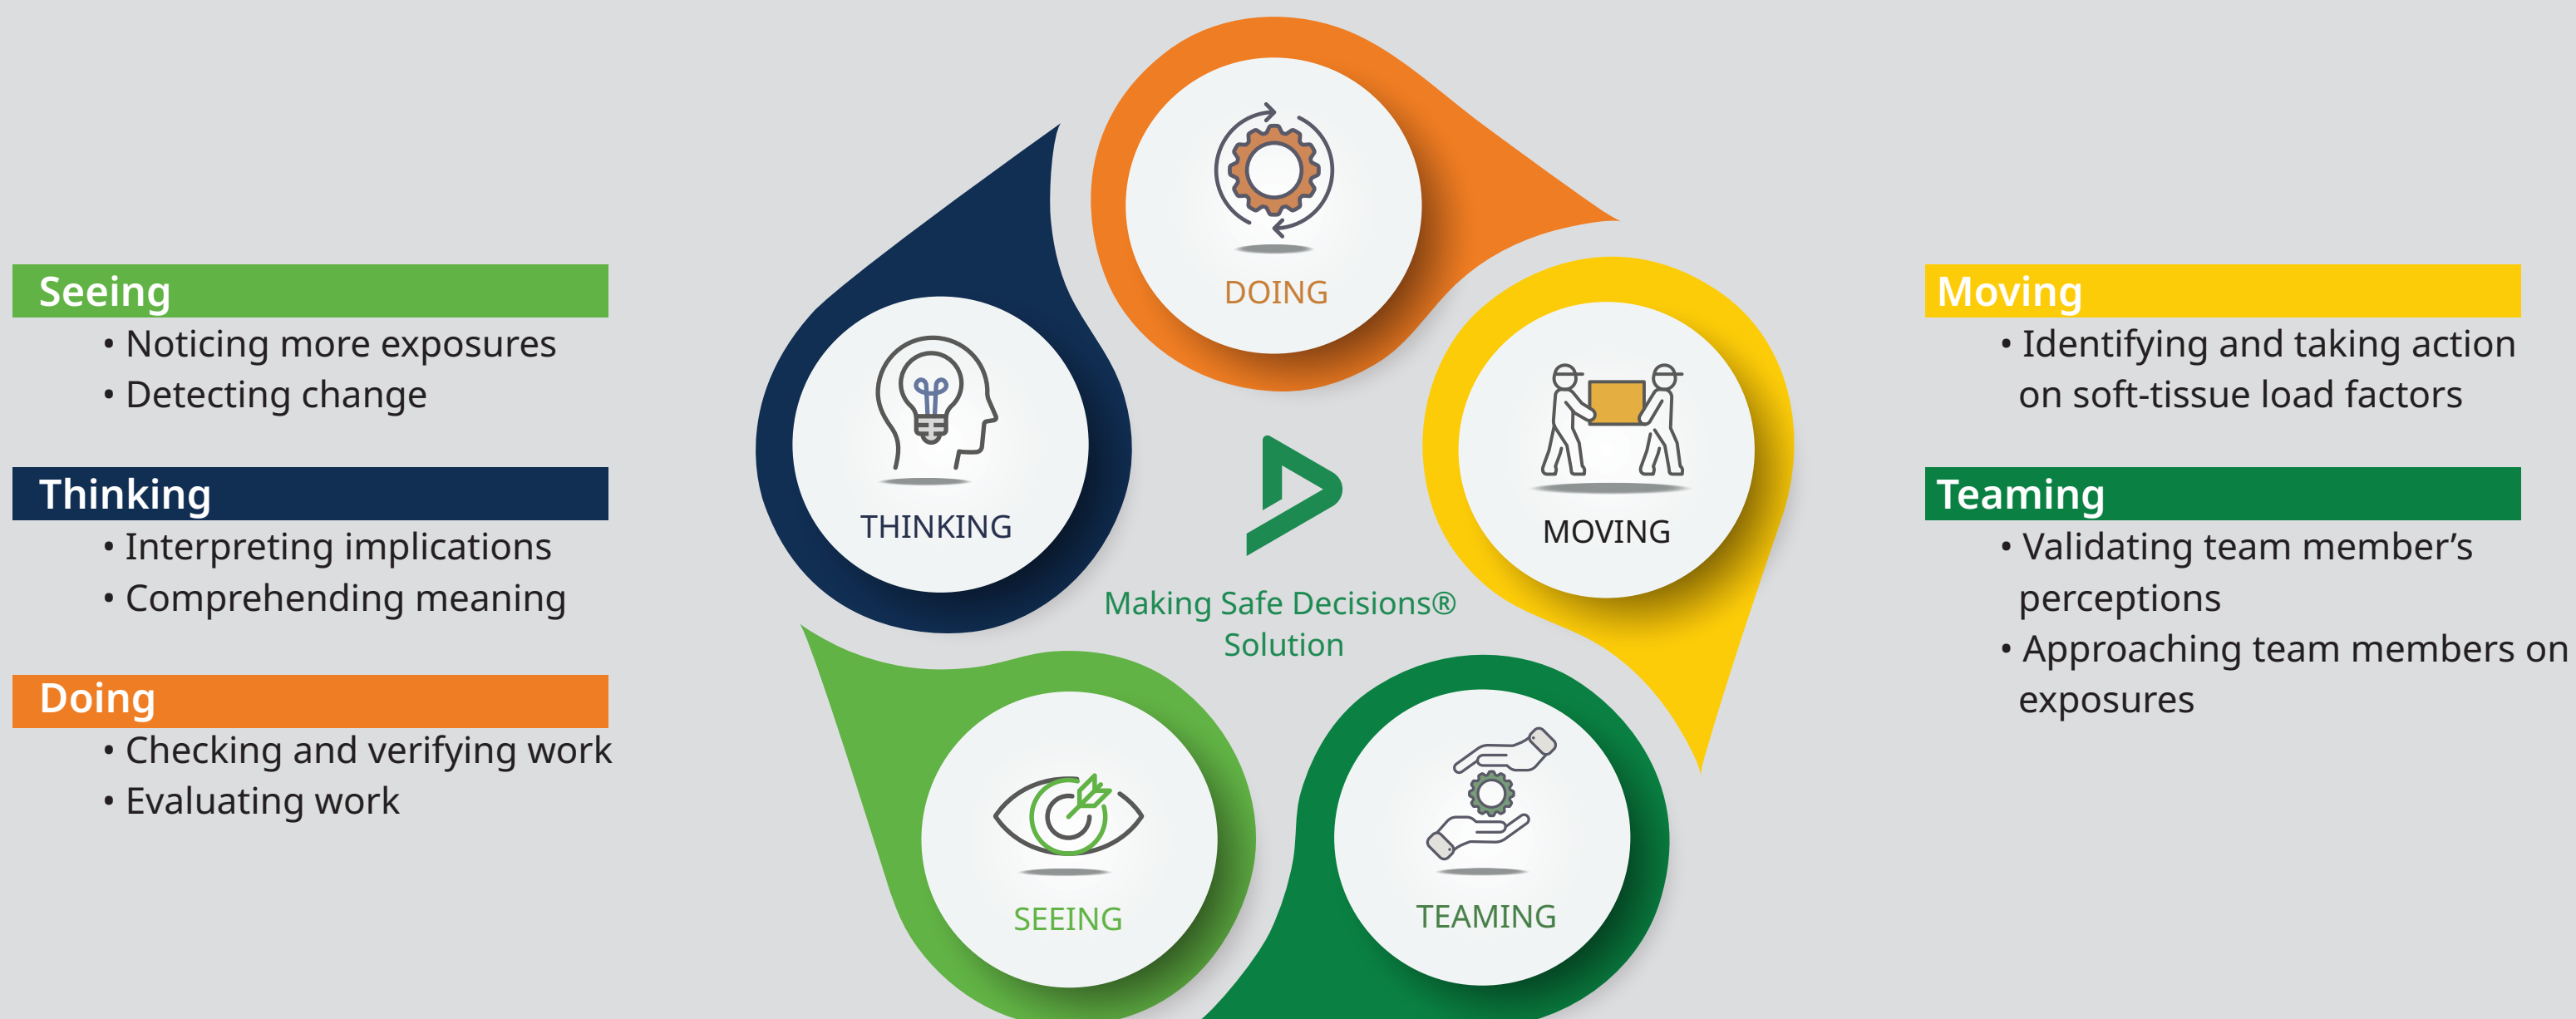 Seeing
• Noticing more exposures
• Detecting change
Thinking
• Interpreting implications
• Comprehending meaning
Doing
• Checking and verifying work
• Evaluating work
DOING
THINKING
MOVING
Making Safe Decisions®
Solution
SEEING
TEAMING
Moving
• Identifying and taking action
on soft-tissue load factors
Teaming
• Validating team member’s
perceptions
• Approaching team members on
exposures